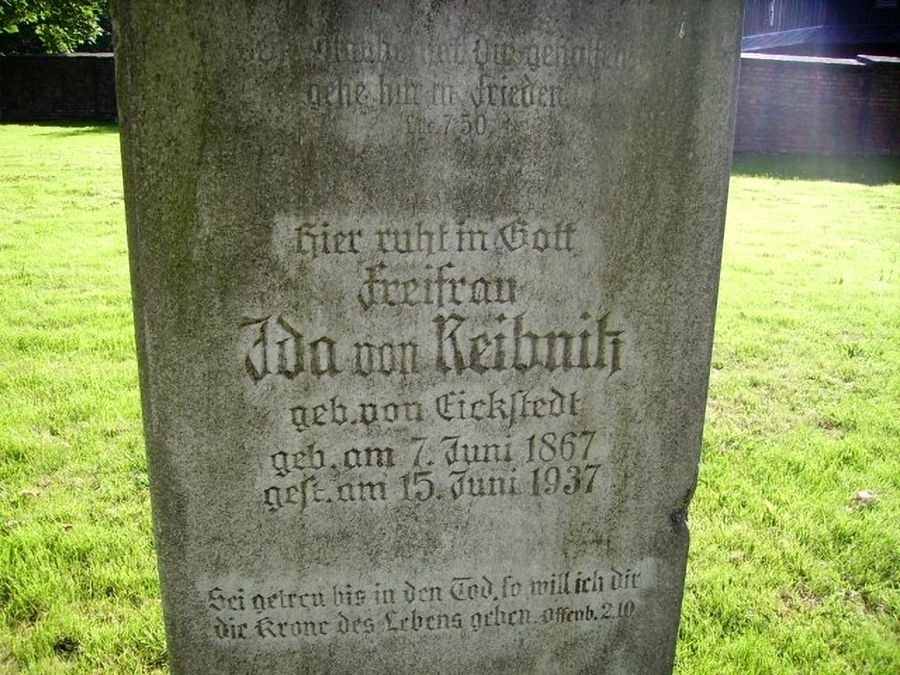 Dein Glaube hat dir geholfen
gehe hin in Frieden.
Luc. 7.50.
Hier ruht in Gott
Freifrau
Ida von Reibnitz
geb. von Eickstedt
geb. am 7. Juni 1867
gest. am 15. Juni 1937
Sei getreu bis in den Tod, so will ich dir
die Krone des Lebens geben. Offenb. 2.10.